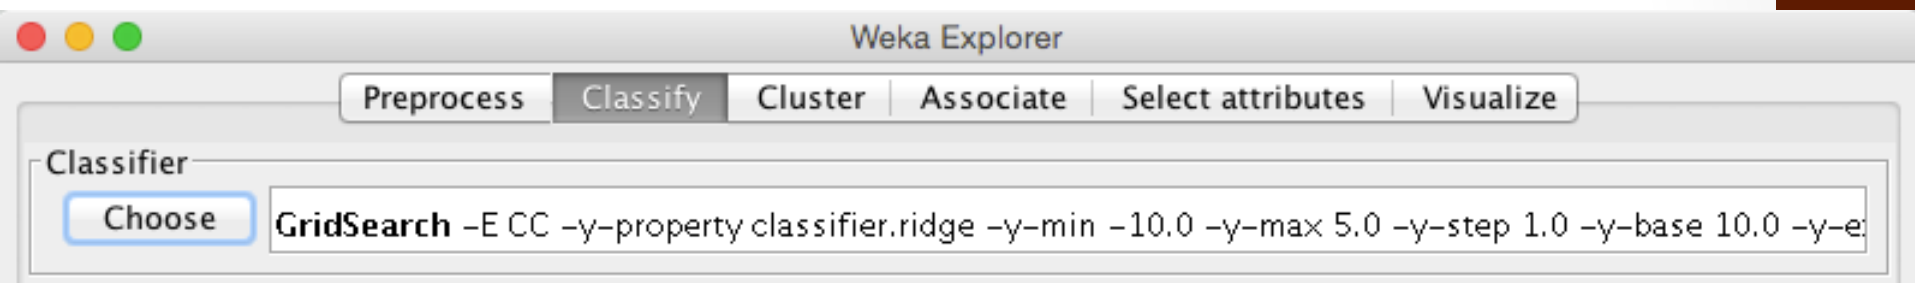 Weka Explorer
Preprocess Classify Cluster Associate Select attributes Visualize
Classifier
Choose GridSearch -E CC -y-property classifier.ridge -y-min -10.0 -y-max 5.0 -y-step 1.0 -y-base 10.0 -y-e